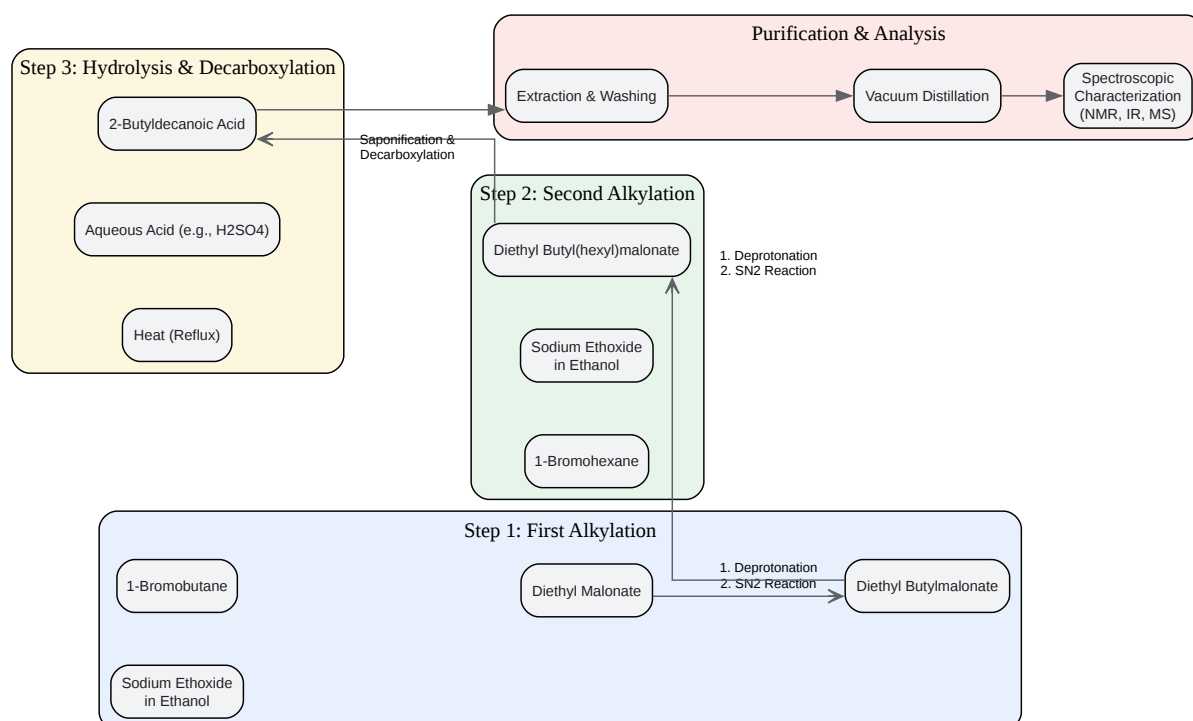 Purification & Analysis
Extraction & Washing
Vacuum Distillation
Spectroscopic
Characterization
(NMR, IR, MS)
Step 3: Hydrolysis & Decarboxylation
2-Butyldecanoic Acid
Saponification &
Decarboxylation
Aqueous Acid (e.g., H2SO4)
Heat (Reflux)
Step 2: Second Alkylation
Diethyl Butyl(hexyl)malonate
1. Deprotonation
2. SN2 Reaction
Sodium Ethoxide
in Ethanol
1-Bromohexane
Step 1: First Alkylation
1-Bromobutane
Diethyl Malonate
1. Deprotonation
2. SN2 Reaction
Diethyl Butylmalonate
Sodium Ethoxide
in Ethanol